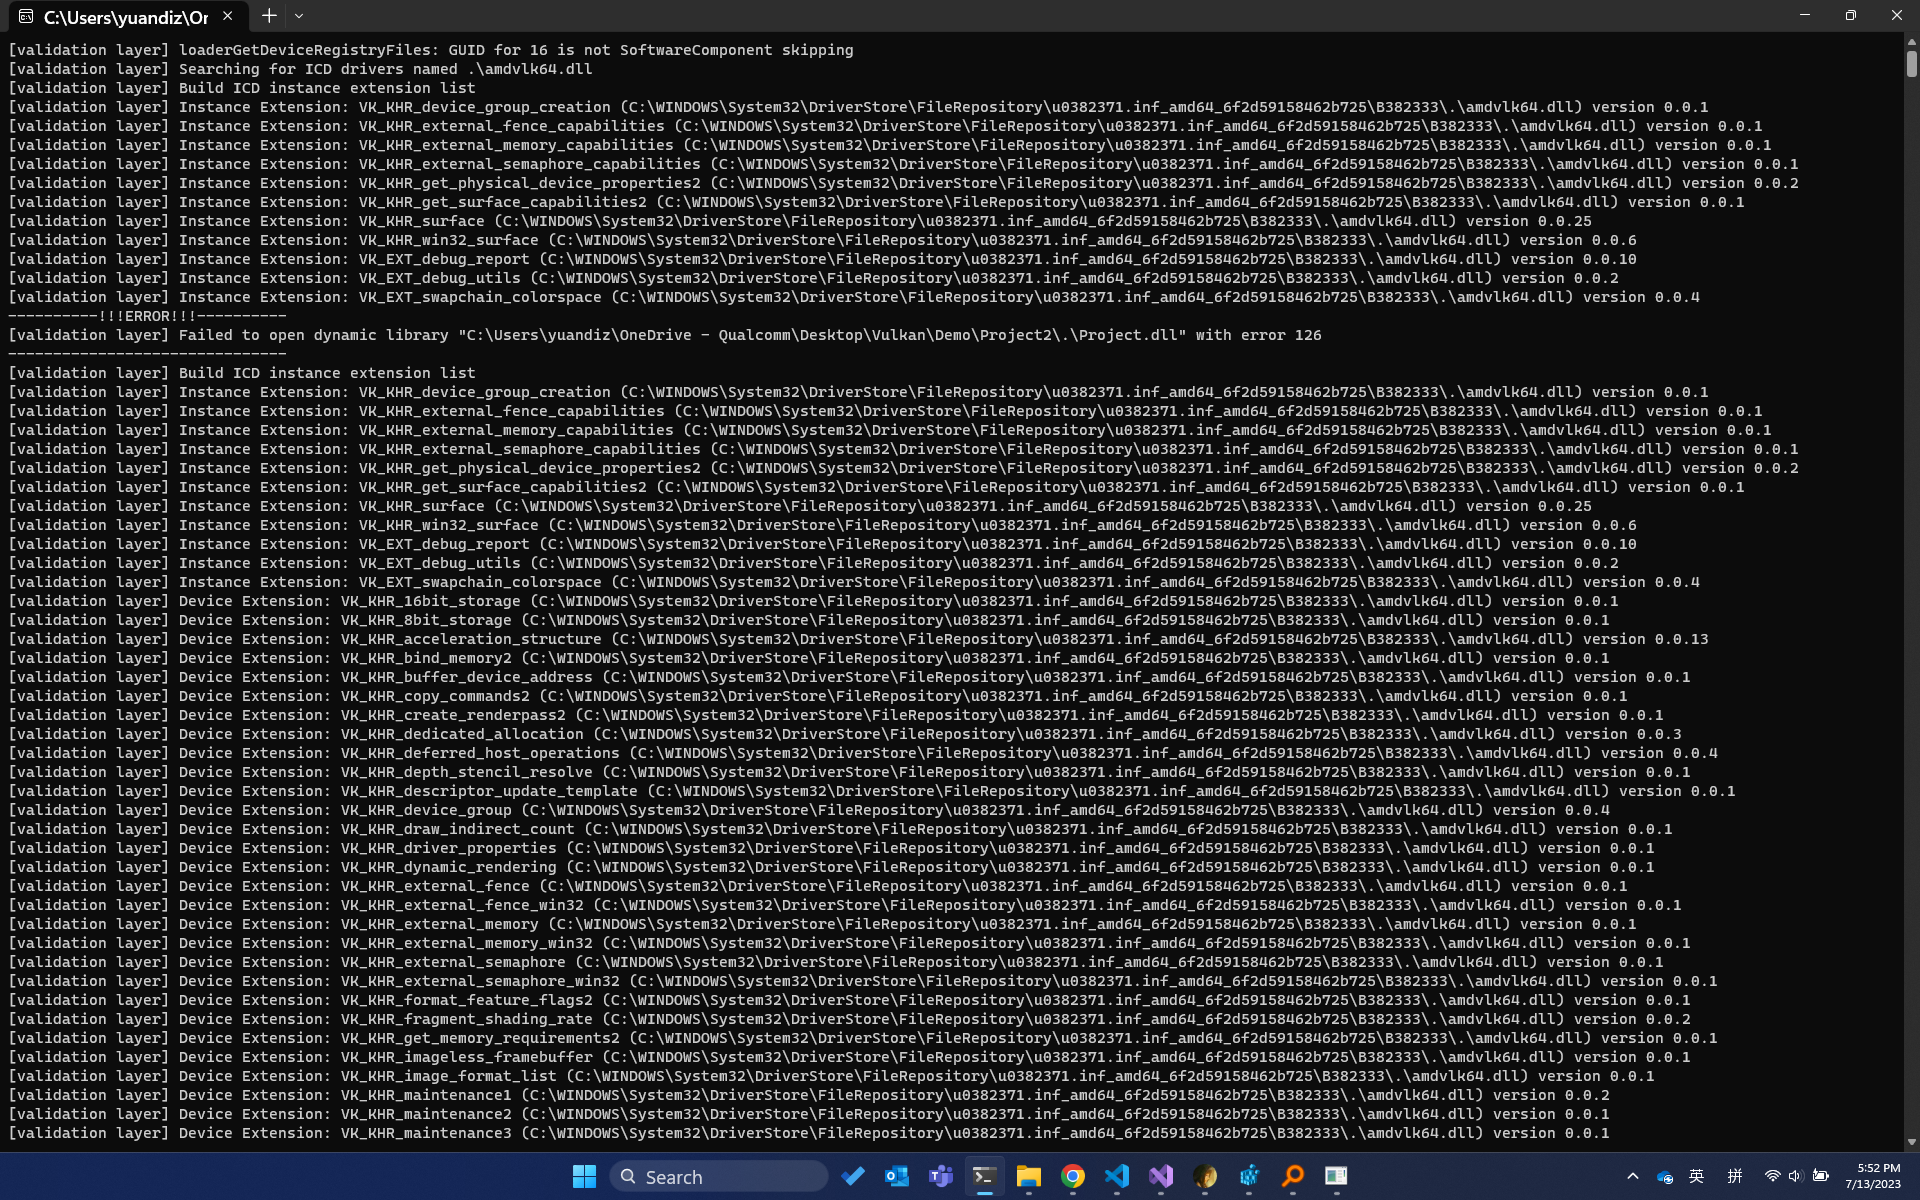 C:\Users\yuandiz\Or
[validation layer] loaderGetDeviceRegistryFiles: GUID for 16 is not SoftwareComponent skipping
[validation layer] Searching for ICD drivers named .\amdvlk64.dll
[validation layer] Build ICD instance extension list
[validation layer] Instance Extension: VK_KHR_device_group_creation (C:\WINDOWS\System32\DriverStore\FileRepository\u0382371.inf_amd64_6f2d59158462b725\B382333\.\amdvlk64.dll) version 0.0.1
[validation layer] Instance Extension: VK_KHR_external_fence_capabilities (C:\WINDOWS\System32\DriverStore\FileRepository\u0382371.inf_amd64_6f2d59158462b725\B382333\.\amdvlk64.dll) version 0.0.1
[validation layer] Instance Extension: VK_KHR_external_memory_capabilities (C:\WINDOWS\System32\DriverStore\FileRepository\u0382371.inf_amd64_6f2d59158462b725\B382333\.\amdvlk64.dll) version 0.0.1
[validation layer] Instance Extension: VK_KHR_external_semaphore_capabilities (C:\WINDOWS\System32\DriverStore\FileRepository\u0382371.inf_amd64_6f2d59158462b725\B382333\.\amdvlk64.dll) version 0.0.1
[validation layer] Instance Extension: VK_KHR_get_physical_device_properties2 (C:\WINDOWS\System32\DriverStore\FileRepository\u0382371.inf_amd64_6f2d59158462b725\B382333\.\amdvlk64.dll) version 0.0.2
[validation layer] Instance Extension: VK_KHR_get_surface_capabilities2 (C:\WINDOWS\System32\DriverStore\FileRepository\u0382371.inf_amd64_6f2d59158462b725\B382333\.\amdvlk64.dll) version 0.0.1
[validation layer] Instance Extension: VK_KHR_surface (C:\WINDOWS\System32\DriverStore\FileRepository\u0382371.inf_amd64_6f2d59158462b725\B382333\.\amdvlk64.dll) version 0.0.25
[validation layer] Instance Extension: VK_KHR_win32_surface (C:\WINDOWS\System32\DriverStore\FileRepository\u0382371.inf_amd64_6f2d59158462b725\B382333\.\amdvlk64.dll) version 0.0.6
[validation layer] Instance Extension: VK_EXT_debug_report (C:\WINDOWS\System32\DriverStore\FileRepository\u0382371.inf_amd64_6f2d59158462b725\B382333\.\amdvlk64.dll) version 0.0.10
[validation layer] Instance Extension: VK_EXT_debug_utils (C:\WINDOWS\System32\DriverStore\FileRepository\u0382371.inf_amd64_6f2d59158462b725\B382333\.\amdvlk64.dll) version 0.0.2
[validation layer] Instance Extension: VK_EXT_swapchain_colorspace (C:\WINDOWS\System32\DriverStore\FileRepository\u0382371.inf_amd64_6f2d59158462b725\B382333\.\amdvlk64.dll) version 0.0.4
----------!!!ERROR!!!----------
[validation layer] Failed to open dynamic library "C:\Users\yuandiz\OneDrive - Qualcomm\Desktop\Vulkan\Demo\Project2\.\Project.dll" with error 126
-------------------------------
[validation layer] Build ICD instance extension list
[validation layer] Instance Extension: VK_KHR_device_group_creation (C:\WINDOWS\System32\DriverStore\FileRepository\u0382371.inf_amd64_6f2d59158462b725\B382333\.\amdvlk64.dll) version 0.0.1
[validation layer] Instance Extension: VK_KHR_external_fence_capabilities (C:\WINDOWS\System32\DriverStore\FileRepository\u0382371.inf_amd64_6f2d59158462b725\B382333\.\amdvlk64.dll) version 0.0.1
[validation layer] Instance Extension: VK_KHR_external_memory_capabilities (C:\WINDOWS\System32\DriverStore\FileRepository\u0382371.inf_amd64_6f2d59158462b725\B382333\.\amdvlk64.dll) version 0.0.1
[validation layer] Instance Extension: VK_KHR_external_semaphore_capabilities (C:\WINDOWS\System32\DriverStore\FileRepository\u0382371.inf_amd64_6f2d59158462b725\B382333\.\amdvlk64.dll) version 0.0.1
[validation layer] Instance Extension: VK_KHR_get_physical_device_properties2 (C:\WINDOWS\System32\DriverStore\FileRepository\u0382371.inf_amd64_6f2d59158462b725\B382333\.\amdvlk64.dll) version 0.0.2
[validation layer] Instance Extension: VK_KHR_get_surface_capabilities2 (C:\WINDOWS\System32\DriverStore\FileRepository\u0382371.inf_amd64_6f2d59158462b725\B382333\.\amdvlk64.dll) version 0.0.1
[validation layer] Instance Extension: VK_KHR_surface (C:\WINDOWS\System32\DriverStore\FileRepository\u0382371.inf_amd64_6f2d59158462b725\B382333\.\amdvlk64.dll) version 0.0.25
[validation layer] Instance Extension: VK_KHR_win32_surface (C:\WINDOWS\System32\DriverStore\FileRepository\u0382371.inf_amd64_6f2d59158462b725\B382333\.\amdvlk64.dll) version 0.0.6
[validation layer] Instance Extension: VK_EXT_debug_report (C:\WINDOWS\System32\DriverStore\FileRepository\u0382371.inf_amd64_6f2d59158462b725\B382333\.\amdvlk64.dll) version 0.0.10
[validation layer] Instance Extension: VK_EXT_debug_utils (C:\WINDOWS\System32\DriverStore\FileRepository\u0382371.inf_amd64_6f2d59158462b725\B382333\.\amdvlk64.dll) version 0.0.2
[validation layer] Instance Extension: VK_EXT_swapchain_colorspace (C:\WINDOWS\System32\DriverStore\FileRepository\u0382371.inf_amd64_6f2d59158462b725\B382333\.\amdvlk64.dll) version 0.0.4
[validation layer] Device Extension: VK_KHR_16bit_storage (C:\WINDOWS\System32\DriverStore\FileRepository\u0382371.inf_amd64_6f2d59158462b725\B382333\.\amdvlk64.dll) version 0.0.1
[validation layer] Device Extension: VK_KHR_8bit_storage (C:\WINDOWS\System32\DriverStore\FileRepository\u0382371.inf_amd64_6f2d59158462b725\B382333\.\amdvlk64.dll) version 0.0.1
[validation layer] Device Extension: VK_KHR_acceleration_structure (C:\WINDOWS\System32\DriverStore\FileRepository\u0382371.inf_amd64_6f2d59158462b725\B382333\.\amdvlk64.dll) version 0.0.13
[validation layer] Device Extension: VK_KHR_bind_memory2 (C:\WINDOWS\System32\DriverStore\FileRepository\u0382371.inf_amd64_6f2d59158462b725\B382333\.\amdvlk64.dll) version 0.0.1
[validation layer] Device Extension: VK_KHR_buffer_device_address (C:\WINDOWS\System32\DriverStore\FileRepository\u0382371.inf_amd64_6f2d59158462b725\B382333\.\amdvlk64.dll) version 0.0.1
[validation layer] Device Extension: VK_KHR_copy_commands2 (C:\WINDOWS\System32\DriverStore\FileRepository\u0382371.inf_amd64_6f2d59158462b725\B382333\.\amdvlk64.dll) version 0.0.1
[validation layer] Device Extension: VK_KHR_create_renderpass2 (C:\WINDOWS\System32\DriverStore\FileRepository\u0382371.inf_amd64_6f2d59158462b725\B382333\.\amdvlk64.dll) version 0.0.1
[validation layer] Device Extension: VK_KHR_dedicated_allocation (C:\WINDOWS\System32\DriverStore\FileRepository\u0382371.inf_amd64_6f2d59158462b725\B382333\.\amdvlk64.dll) version 0.0.3
[validation layer] Device Extension: VK_KHR_deferred_host_operations (C:\WINDOWS\System32\DriverStore\FileRepository\u0382371.inf_amd64_6f2d59158462b725\B382333\.\amdvlk64.dll) version 0.0.4
[validation layer] Device Extension: VK_KHR_depth_stencil_resolve (C:\WINDOWS\System32\DriverStore\FileRepository\u0382371.inf_amd64_6f2d59158462b725\B382333\.\amdvlk64.dll) version 0.0.1
[validation layer] Device Extension: VK_KHR_descriptor_update_template (C:\WINDOWS\System32\DriverStore\FileRepository\u0382371.inf_amd64_6f2d59158462b725\B382333\.\amdvlk64.dll) version 0.0.1
[validation layer] Device Extension: VK_KHR_device_group (C:\WINDOWS\System32\DriverStore\FileRepository\u0382371.inf_amd64_6f2d59158462b725\B382333\.\amdvlk64.dll) version 0.0.4
[validation layer] Device Extension: VK_KHR_draw_indirect_count (C:\WINDOWS\System32\DriverStore\FileRepository\u0382371.inf_amd64_6f2d59158462b725\B382333\.\amdvlk64.dll) version 0.0.1
[validation layer] Device Extension: VK_KHR_driver_properties (C:\WINDOWS\System32\DriverStore\FileRepository\u0382371.inf_amd64_6f2d59158462b725\B382333\.\amdvlk64.dll) version 0.0.1
[validation layer] Device Extension: VK_KHR_dynamic_rendering (C:\WINDOWS\System32\DriverStore\FileRepository\u0382371.inf_amd64_6f2d59158462b725\B382333\.\amdvlk64.dll) version 0.0.1
[validation layer] Device Extension: VK_KHR_external_fence (C:\WINDOWS\System32\DriverStore\FileRepository\u0382371.inf_amd64_6f2d59158462b725\B382333\.\amdvlk64.dll) version 0.0.1
[validation layer] Device Extension: VK_KHR_external_fence_win32 (C:\WINDOWS\System32\DriverStore\FileRepository\u0382371.inf_amd64_6f2d59158462b725\B382333\.\amdvlk64.dll) version 0.0.1
[validation layer] Device Extension: VK_KHR_external_memory (C:\WINDOWS\System32\DriverStore\FileRepository\u0382371.inf_amd64_6f2d59158462b725\B382333\.\amdvlk64.dll) version 0.0.1
[validation layer] Device Extension: VK_KHR_external_memory_win32 (C:\WINDOWS\System32\DriverStore\FileRepository\u0382371.inf_amd64_6f2d59158462b725\B382333\.\amdvlk64.dll) version 0.0.1
[validation layer] Device Extension: VK_KHR_external_semaphore (C:\WINDOWS\System32\DriverStore\FileRepository\u0382371.inf_amd64_6f2d59158462b725\B382333\.\amdvlk64.dll) version 0.0.1
[validation layer] Device Extension: VK_KHR_external_semaphore_win32 (C:\WINDOWS\System32\DriverStore\FileRepository\u0382371.inf_amd64_6f2d59158462b725\B382333\.\amdvlk64.dll) version 0.0.1
[validation layer] Device Extension: VK_KHR_format_feature_flags2 (C:\WINDOWS\System32\DriverStore\FileRepository\u0382371.inf_amd64_6f2d59158462b725\B382333\.\amdvlk64.dll) version 0.0.1
[validation layer] Device Extension: VK_KHR_fragment_shading_rate (C:\WINDOWS\System32\DriverStore\FileRepository\u0382371.inf_amd64_6f2d59158462b725\B382333\.\amdvlk64.dll) version 0.0.2
[validation layer] Device Extension: VK_KHR_get_memory_requirements2 (C:\WINDOWS\System32\DriverStore\FileRepository\u0382371.inf_amd64_6f2d59158462b725\B382333\.\amdvlk64.dll) version 0.0.1
[validation layer] Device Extension: VK_KHR_imageless_framebuffer (C:\WINDOWS\System32\DriverStore\FileRepository\u0382371.inf_amd64_6f2d59158462b725\B382333\.\amdvlk64.dll) version 0.0.1
[validation layer] Device Extension: VK_KHR_image_format_list (C:\WINDOWS\System32\DriverStore\FileRepository\u0382371.inf_amd64_6f2d59158462b725\B382333\.\amdvlk64.dll) version 0.0.1
[validation layer] Device Extension: VK_KHR_maintenance1 (C:\WINDOWS\System32\DriverStore\FileRepository\u0382371.inf_amd64_6f2d59158462b725\B382333\.\amdvlk64.dll) version 0.0.2
[validation layer] Device Extension: VK_KHR_maintenance2 (C:\WINDOWS\System32\DriverStore\FileRepository\u0382371.inf_amd64_6f2d59158462b725\B382333\.\amdvlk64.dll) version 0.0.1
[validation layer] Device Extension: VK_KHR_maintenance3 (C:\WINDOWS\System32\DriverStore\FileRepository\u0382371.inf_amd64_6f2d59158462b725\B382333\.\amdvlk64.dll) version 0.0.1
Search
英
拼
5:52 PM
7/13/2023